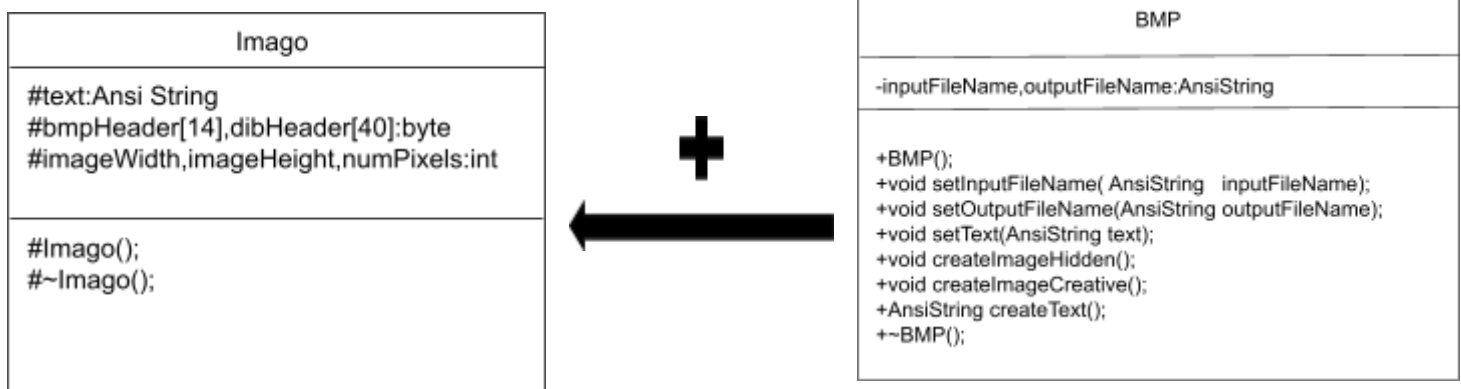 Imago
#text:Ansi String
#bmpHeader[14],dibHeader[40]:byte
#imageWidth,imageHeight,numPixels:int
#Imago();
#~Imago();
+
BMP
-inputFileName,outputFileName:AnsiString
+BMP();
+void setInputFileName( AnsiString inputFileName);
+void setOutputFileName(AnsiString outputFileName);
+void setText(AnsiString text);
+void createImageHidden();
+void createImageCreative();
+AnsiString createText();
+~BMP();